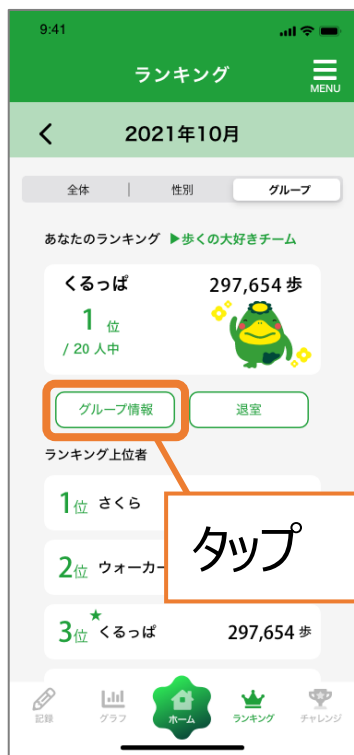 9:41
ランキング
MENU
2021年10月
全体 性別 グループ
あなたのランキング ▶歩くの大好きチーム
くるっぱ 297,654 歩
1 位
/ 20 人中
グループ情報 退室
ランキング上位者
1位 さくら
タップ
2位 ウォーカー
3位 くるっぱ 297,654 歩
記録 グラフ ホーム ランキング チャレンジ